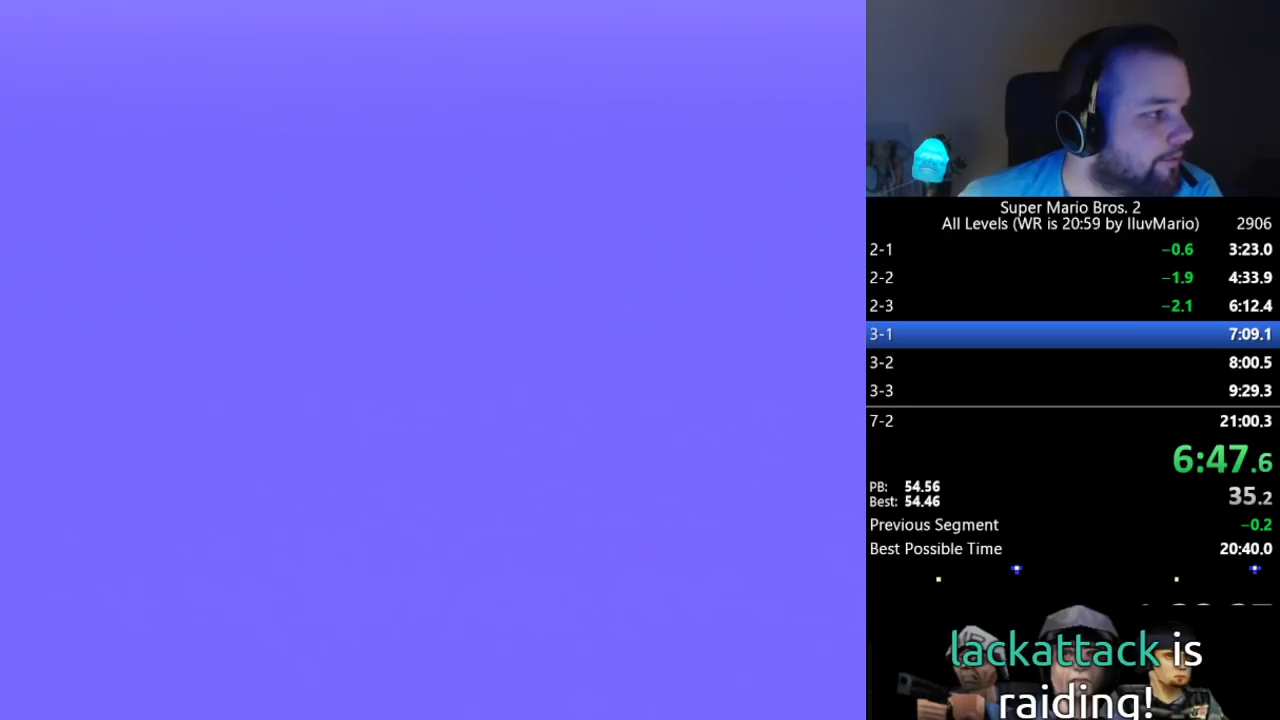 Super Mario Bros. 2
All Levels (WR is 20:59 by IluvMario) 2906
2-1 −0.6 3:23.0
2-2 −1.9 4:33.9
2-3 −2.1 6:12.4
3-1 7:09.1
3-2 8:00.5
3-3 9:29.3
7-2 21:00.3
6:47.6
PB: 54.56
Best: 54.46
35.2
Previous Segment −0.2
Best Possible Time 20:40.0
lackattack is
raiding!